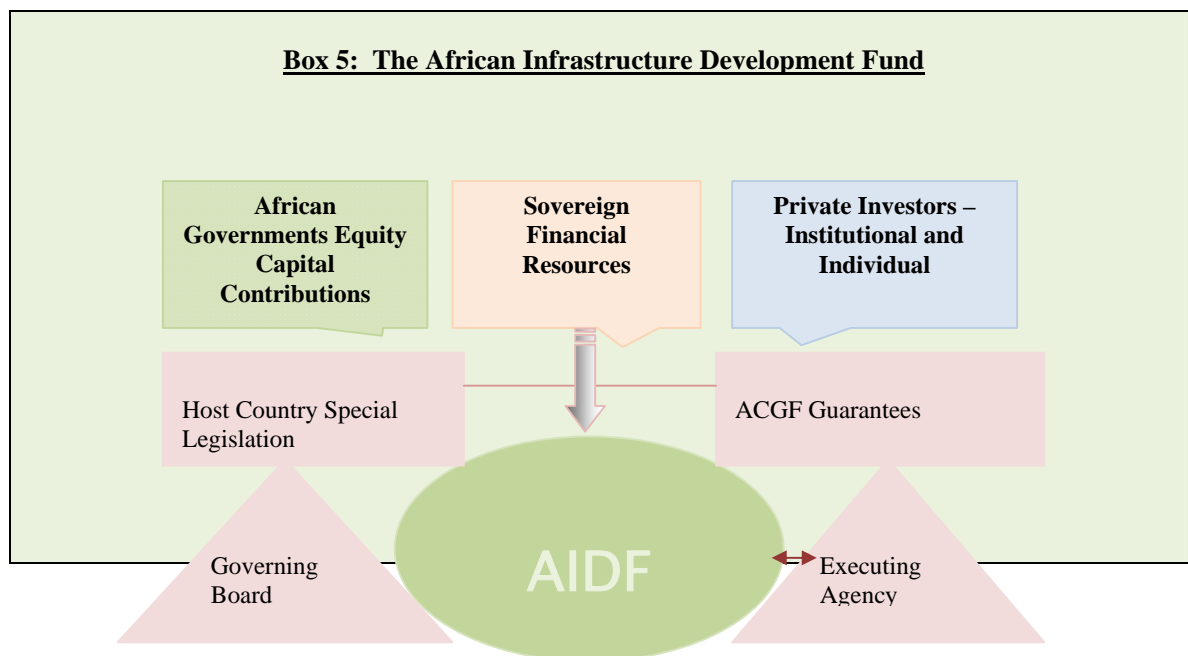 Box 5: The African Infrastructure Development Fund
African
Governments Equity
Capital
Contributions
Sovereign
Financial
Resources
Private Investors –
Institutional and
Individual
Host Country Special
Legislation
ACGF Guarantees
Governing
Board
AIDF
Executing
Agency